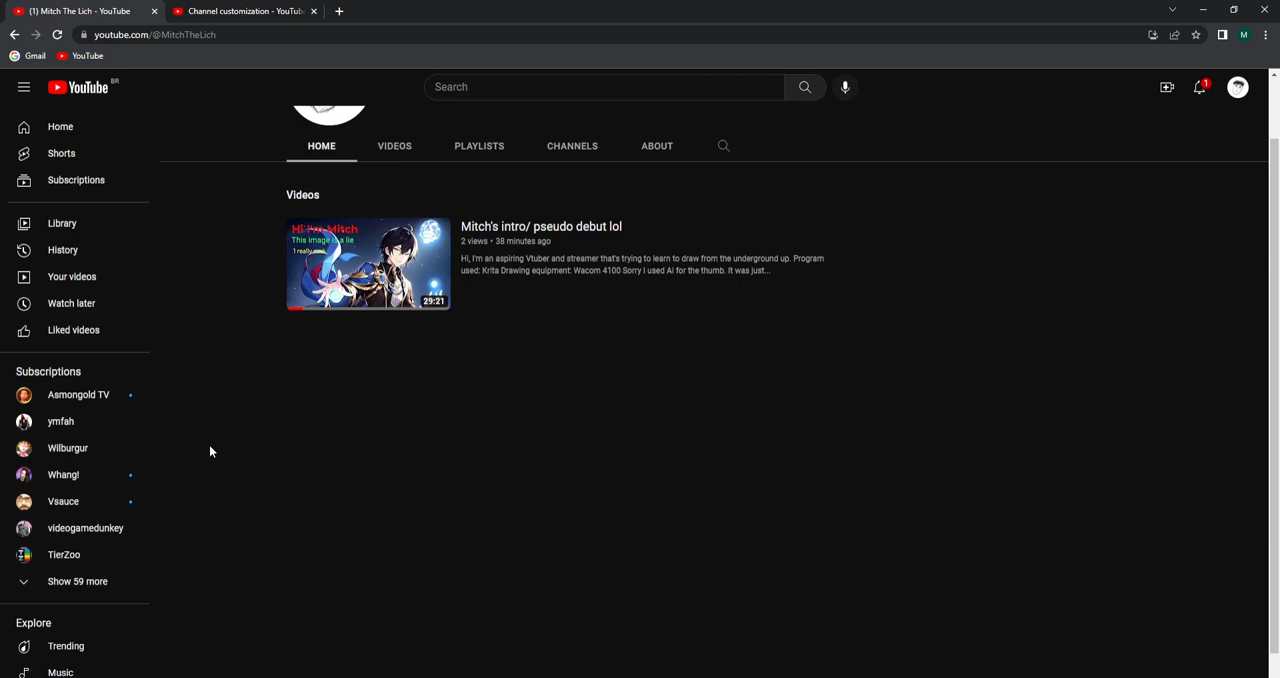 (1) Mitch The Lich - YouTube
Channel customization - YouTub
youtube.com/@MitchTheLich
M
Gmail
YouTube
YouTube BR
Search
1
HOME
VIDEOS
PLAYLISTS
CHANNELS
ABOUT
Home
Shorts
Subscriptions
Library
History
Your videos
Watch later
Liked videos
Subscriptions
Asmongold TV
ymfah
Wilburgur
Whang!
Vsauce
videogamedunkey
TierZoo
Show 59 more
Explore
Trending
Music
Videos
Hi I'm Mitch
This image is a lie
I really suck
29:21
Mitch's intro/ pseudo debut lol
2 views • 38 minutes ago
Hi, I'm an aspiring Vtuber and streamer that's trying to learn to draw from the underground up. Program
used: Krita Drawing equipment: Wacom 4100 Sorry I used Ai for the thumb. It was just...